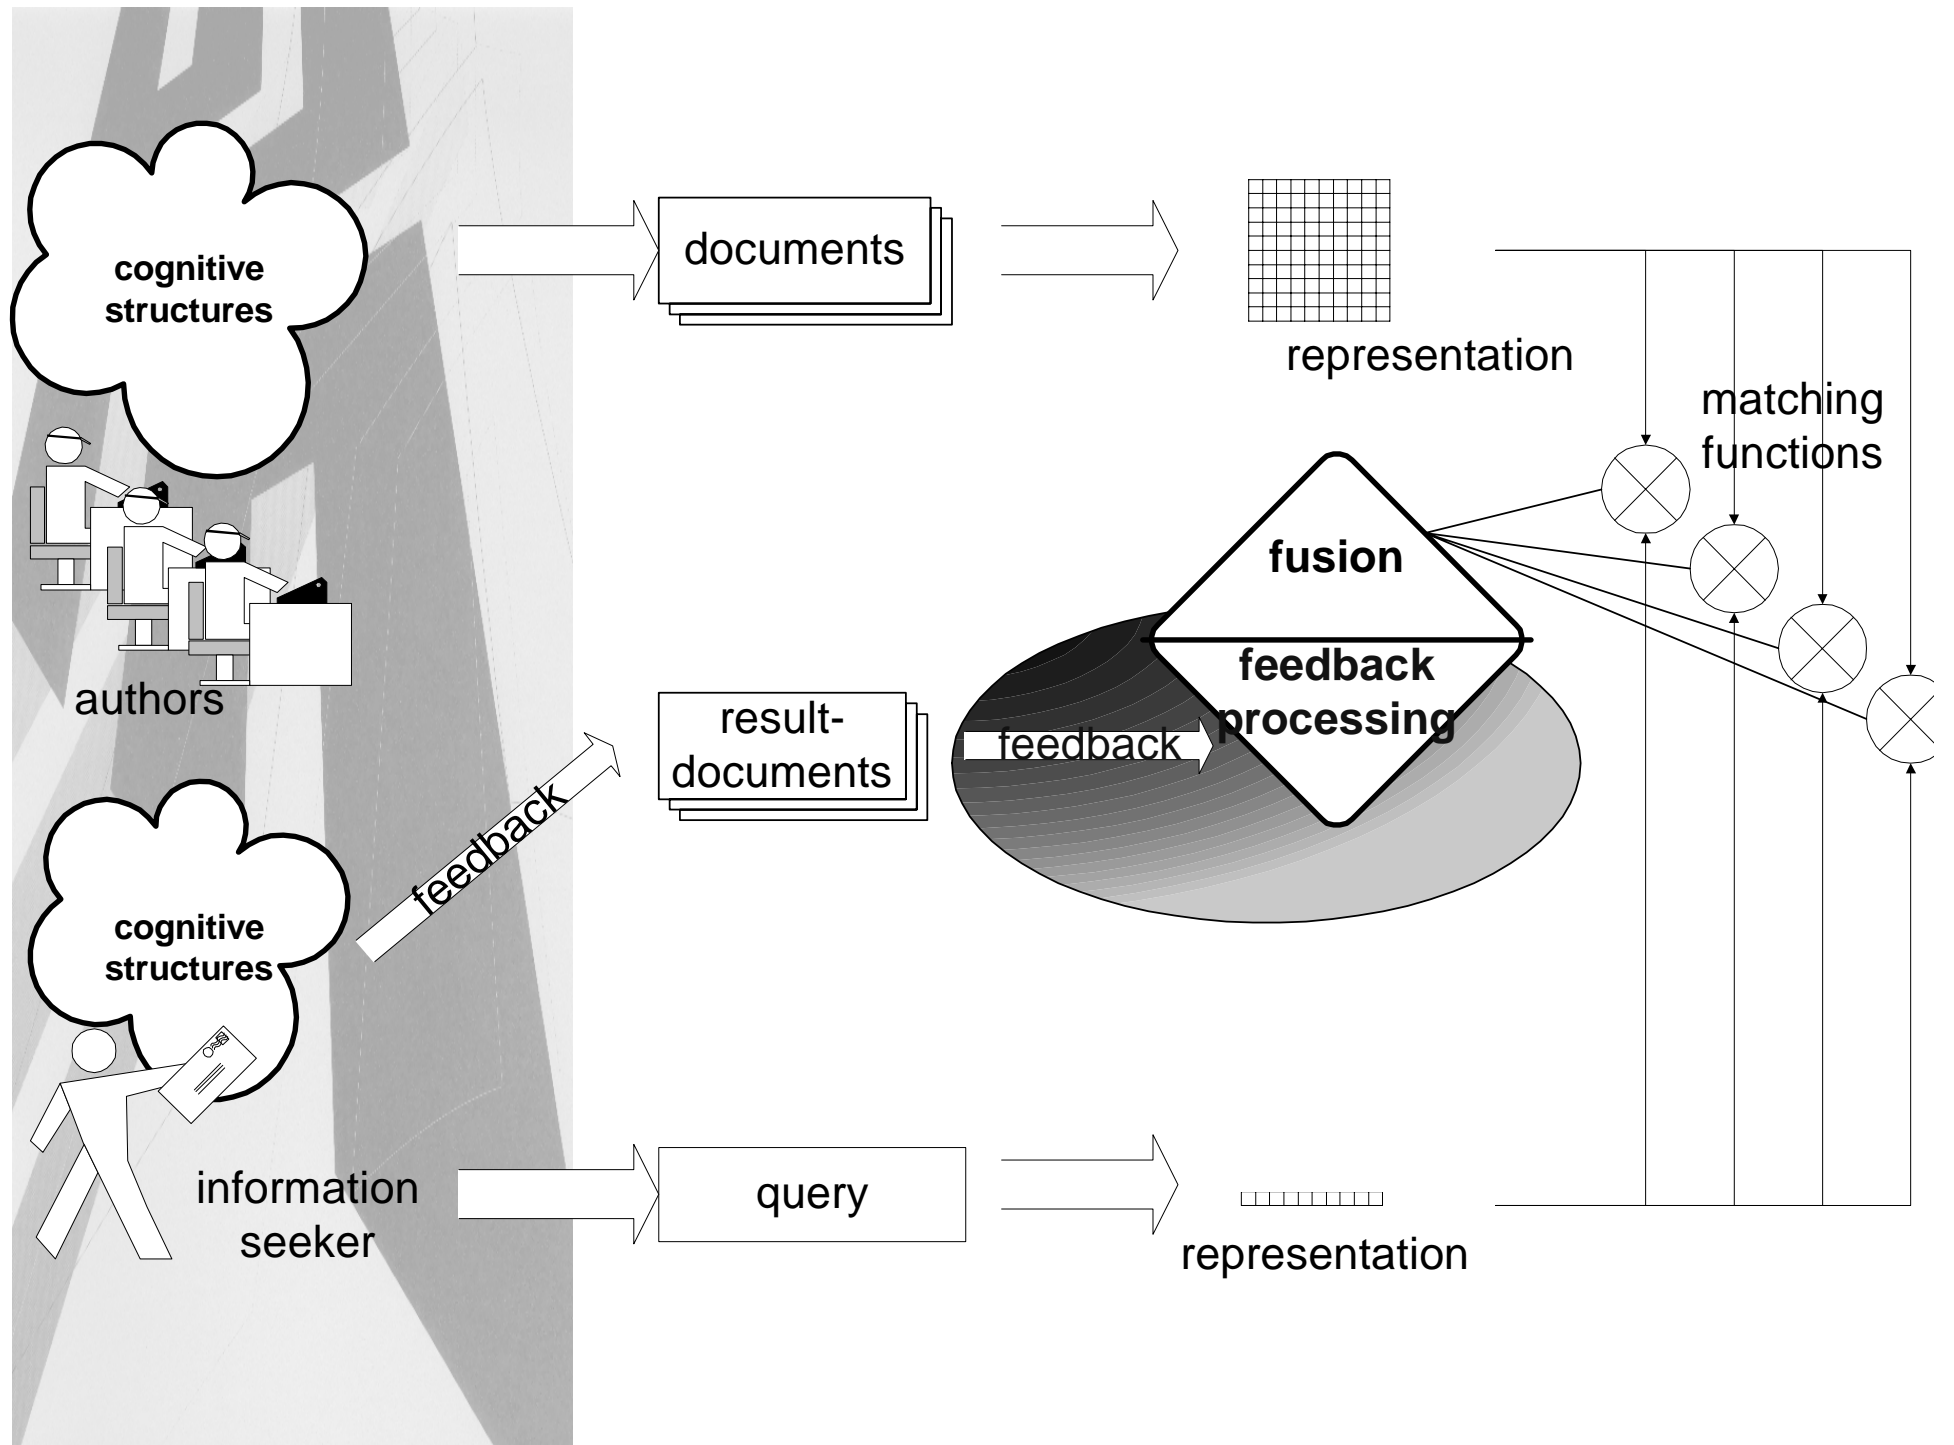 cognitive
structures
documents
representation
matching
functions
authors
fusion
feedback
processing
result-
documents
feedback
feedback
cognitive
structures
information
seeker
query
representation